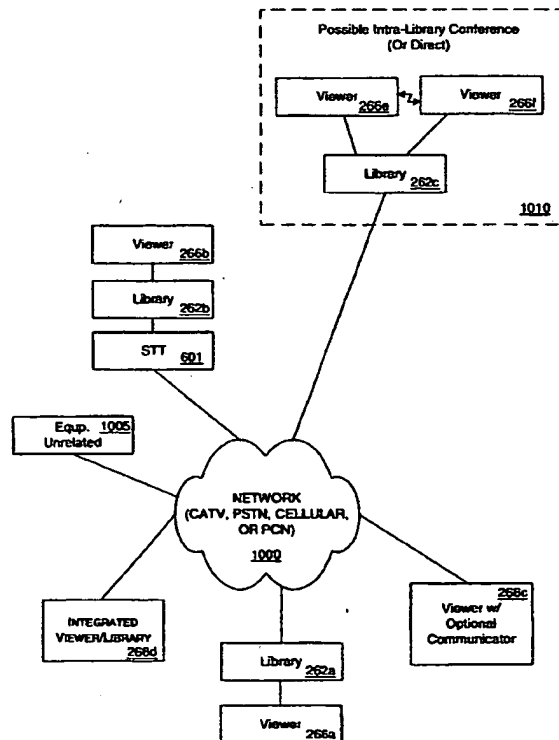 Possible Intra-Library Conference
(Or Direct)
Viewer
266e
Viewer
266f
Library
262c
1010
Viewer
266b
Library
262b
STT
601
Equp.
1005
Unrelated
NETWORK
(CATV, PSTN, CELLULAR,
OR PCN)
1000
INTEGRATED
VIEWER/LIBRARY
266d
266c
Viewer w/
Optional
Communicator
Library
262a
Viewer
266a